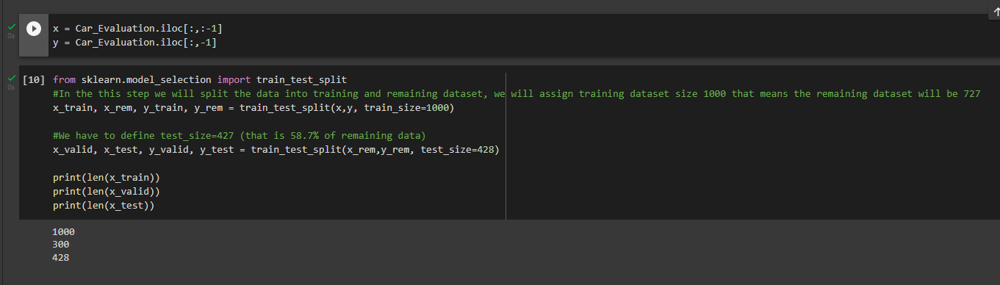 0s
x = Car_Evaluation.iloc[:,:-1]
y = Car_Evaluation.iloc[:,-1]
0s
[10] from sklearn.model_selection import train_test_split
#In the this step we will split the data into training and remaining dataset, we will assign training dataset size 1000 that means the remaining dataset will be 727
x_train, x_rem, y_train, y_rem = train_test_split(x,y, train_size=1000)
#We have to define test_size=427 (that is 58.7% of remaining data)
x_valid, x_test, y_valid, y_test = train_test_split(x_rem,y_rem, test_size=428)
print(len(x_train))
print(len(x_valid))
print(len(x_test))
1000
300
428